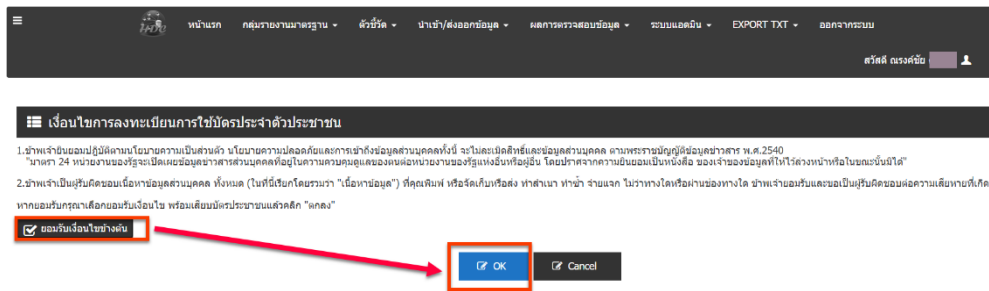 หน้าแรก กลุ่มรายงานมาตรฐาน ตัวชี้วัด นำเข้า/ส่งออกข้อมูล ผลการตรวจสอบข้อมูล ระบบแอดมิน EXPORT TXT ออกจากระบบ
สวัสดี ณรงค์ชัย
เงื่อนไขการลงทะเบียนการใช้บัตรประจำตัวประชาชน
1.ข้าพเจ้ายินยอมปฏิบัติตามนโยบายความเป็นส่วนตัว นโยบายความปลอดภัยและการเข้าถึงข้อมูลส่วนบุคคลทั้งนี้ จะไม่ละเมิดสิทธิ์และข้อมูลส่วนบุคคล ตามพระราชบัญญัติข้อมูลข่าวสาร พ.ศ.2540
"มาตรา 24 หน่วยงานของรัฐจะเปิดเผยข้อมูลข่าวสารส่วนบุคคลที่อยู่ในความควบคุมดูแลของตนต่อหน่วยงานของรัฐแห่งอื่นหรือผู้อื่น โดยปราศจากความยินยอมเป็นหนังสือ ของเจ้าของข้อมูลที่ให้ไว้ล่วงหน้าหรือในขณะนั้นมิได้"
2.ข้าพเจ้าเป็นผู้รับผิดชอบเนื้อหาข้อมูลส่วนบุคคล ทั้งหมด (ในที่นี้เรียกโดยรวมว่า "เนื้อหาข้อมูล") ที่คุณพิมพ์ หรือจัดเก็บหรือส่ง ทำสำเนา ทำซ้ำ จ่ายแจก ไม่ว่าทางใดหรือผ่านช่องทางใด ข้าพเจ้ายอมรับและขอเป็นผู้รับผิดชอบต่อความเสียหายที่เกิด
หากยอมรับกรุณาเลือกยอมรับเงื่อนไข พร้อมเสียบบัตรประชาชนแล้วคลิก "ตกลง"
ยอมรับเงื่อนไขข้างต้น
OK Cancel